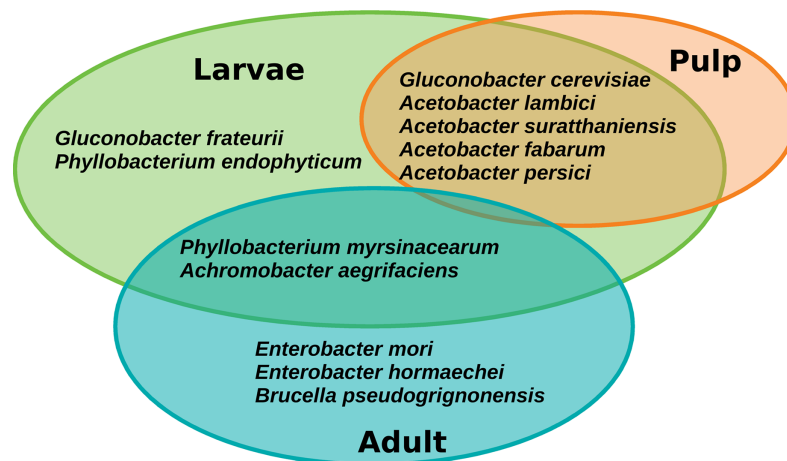 Larvae
Pulp
Gluconobacter cerevisiae
Acetobacter lambici
Acetobacter suratthaniensis
Acetobacter fabarum
Acetobacter persici
Gluconobacter frateurii
Phyllobacterium endophyticum
Phyllobacterium myrsinacearum
Achromobacter aegrifaciens
Enterobacter mori
Enterobacter hormaechei
Brucella pseudogrignonensis
Adult